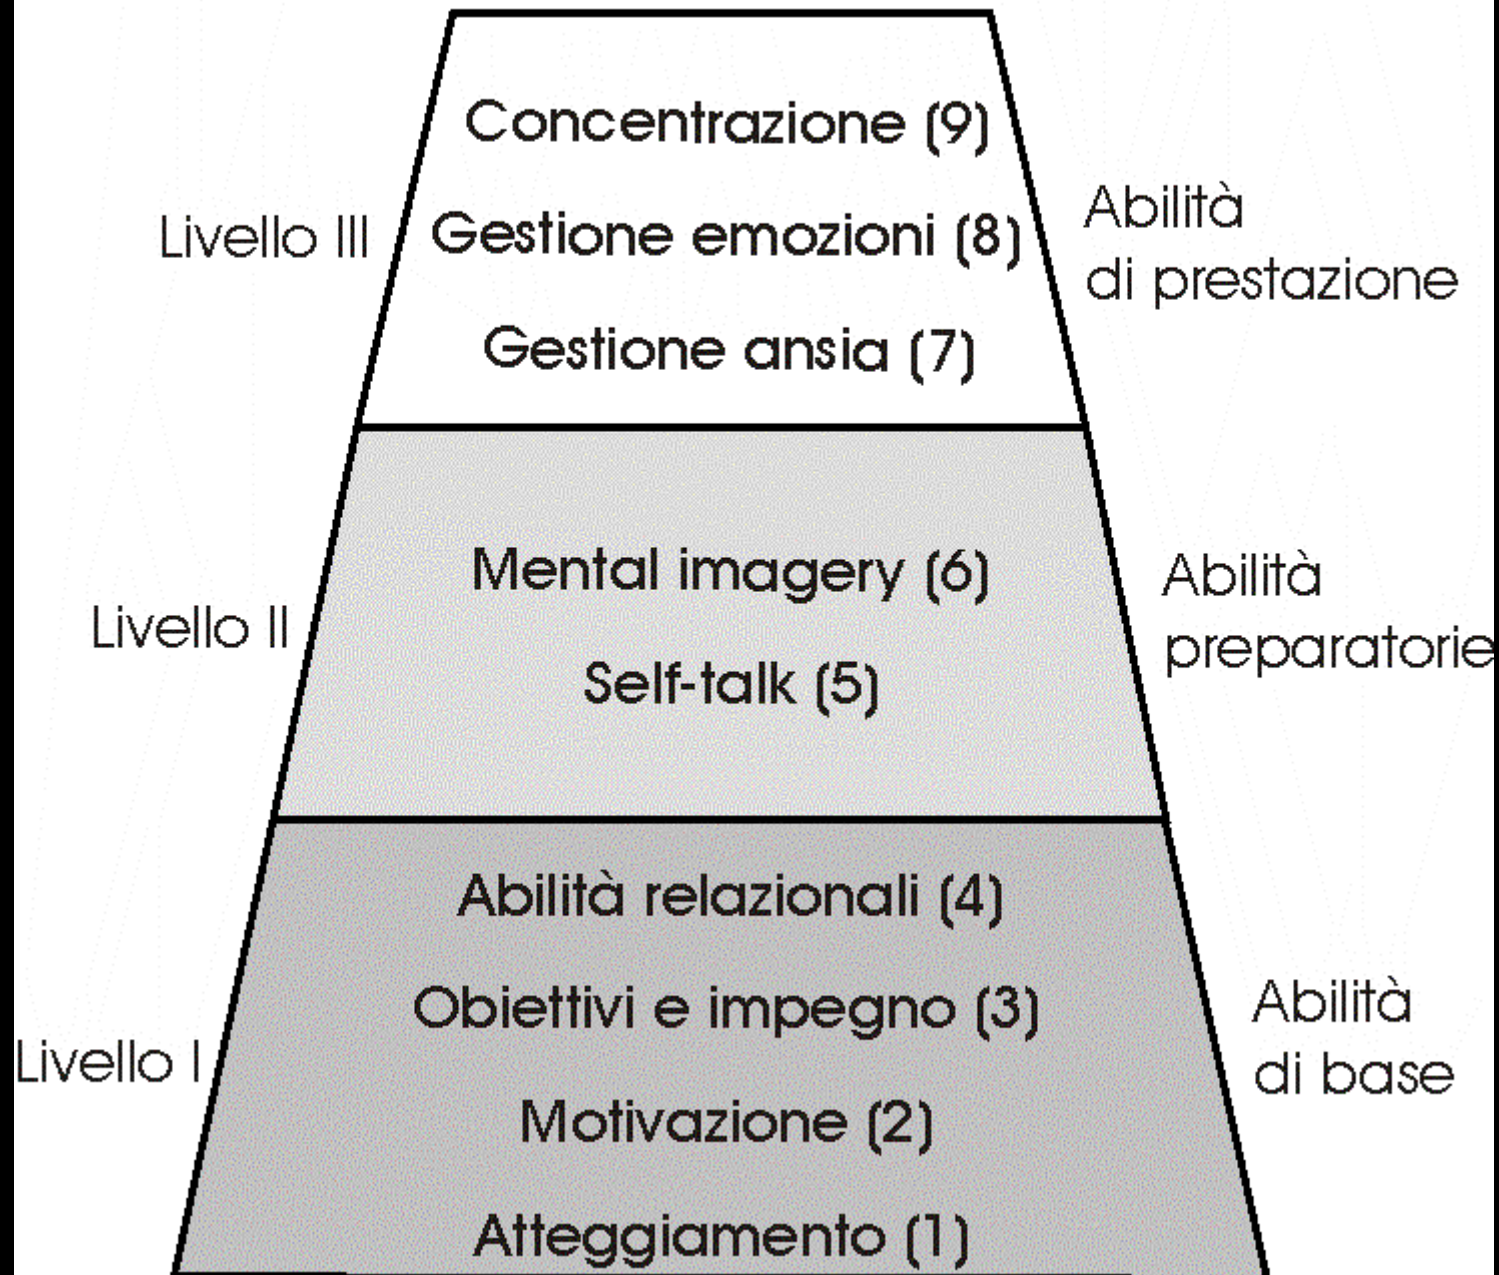 Concentrazione (9)
Livello III
Gestione emozioni (8)
Abilità
di prestazione
Gestione ansia (7)
Mental imagery (6)
Livello II
Abilità
preparatorie
Self-talk (5)
Abilità relazionali (4)
Obiettivi e impegno (3)
Livello I
Abilità
di base
Motivazione (2)
Atteggiamento (1)